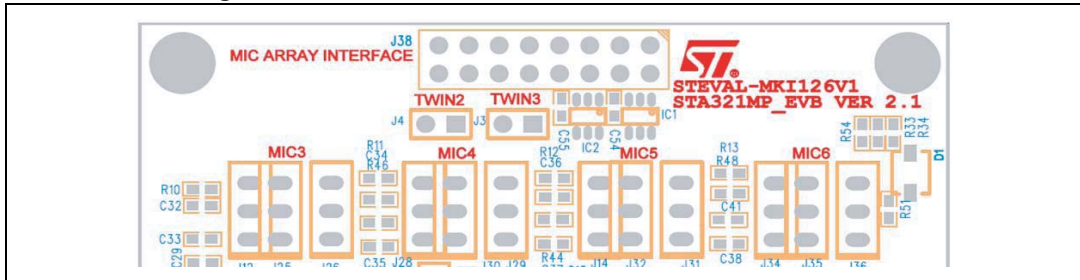 J38
MIC ARRAY INTERFACE
ST
STEVAL-MKI126V1
STA321MP_EVB VER 2.1
TWIN2
TWIN3
J4
J3
C55
IC2
C54
IC1
R54
R33
R34
D1
MIC3
R11
C34
R46
MIC4
R12
C36
MIC5
R13
R48
MIC6
R10
C32
C41
R51
C33
C29
C35
J28
R44
C38
J25
J26
J30
J29
J14
J32
J31
J34
J35
J36